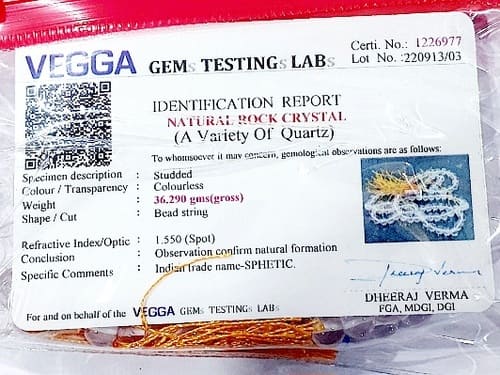 VEGGA GEMs TESTINGs LABs
Certi. No.: 1226977
Lot No. :220913/03
IDENTIFICATION REPORT
NATURAL ROCK CRYSTAL
(A Variety Of Quartz)
To whomsoever it may concern, gemological observations are as follows:
Specimen description : Studded
Colour / Transparency : Colourless
Weight : 36.290 gms(gross)
Shape / Cut : Bead string
Refractive Index/Optic : 1.550 (Spot)
Conclusion : Observation confirm natural formation
Specific Comments : Indian trade name-SPHETIC.
Dheeraj Verma
DHEERAJ VERMA
FGA, MDGI, DGI
For and on behalf of the VEGGA GEMs TESTINGs LABs